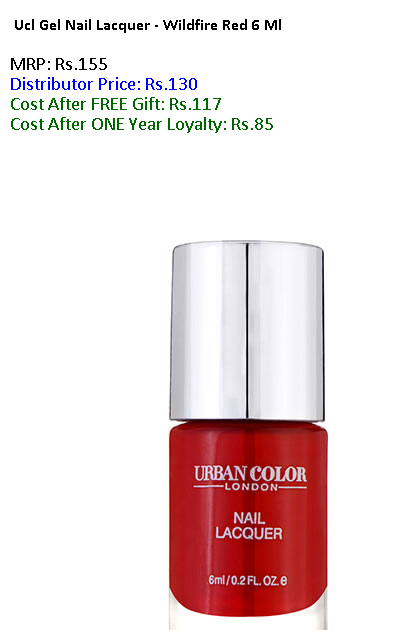 Ucl Gel Nail Lacquer - Wildfire Red 6 Ml
MRP: Rs.155
Distributor Price: Rs.130
Cost After FREE Gift: Rs.117
Cost After ONE Year Loyalty: Rs.85
URBAN COLOR
LONDON
NAIL
LACQUER
6ml/0.2 FL. OZ. e